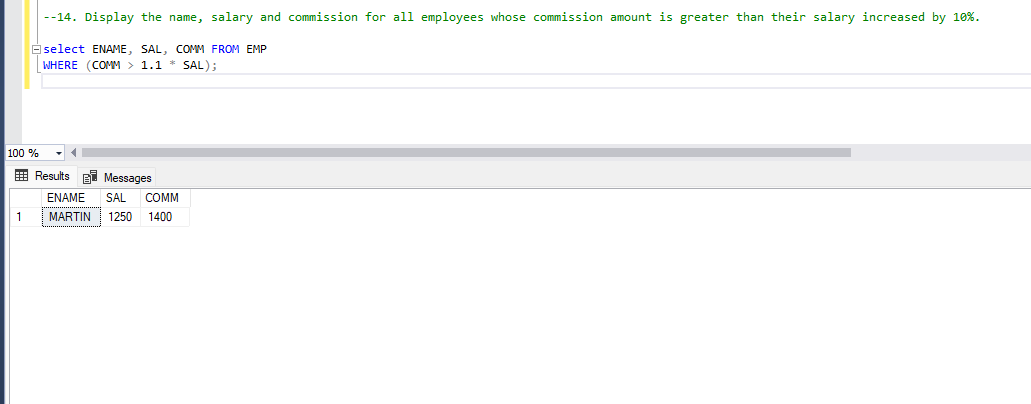 --14. Display the name, salary and commission for all employees whose commission amount is greater than their salary increased by 10%.
select ENAME, SAL, COMM FROM EMP
WHERE (COMM > 1.1 * SAL);
100 %
Results Messages
ENAME SAL COMM
1 MARTIN 1250 1400